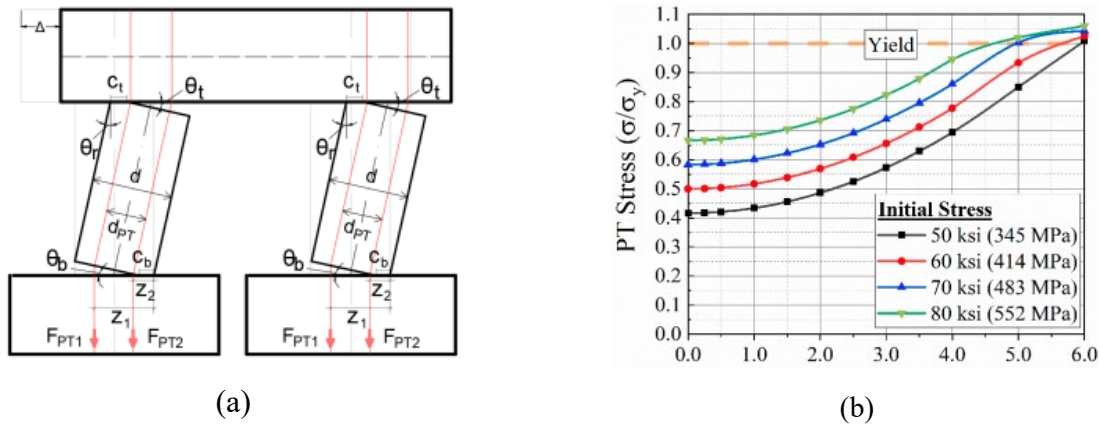 Δ
c_t
θ_t
c_t
θ_t
θ_r
θ_r
d
d
d_PT
d_PT
θ_b
c_b
θ_b
c_b
z_2
z_2
z_1
z_1
F_PT1
F_PT2
F_PT1
F_PT2
(a)
PT Stress (σ/σ_y)
1.1
1.0
0.9
0.8
0.7
0.6
0.5
0.4
0.3
0.2
0.1
0.0
Yield
Initial Stress
50 ksi (345 MPa)
60 ksi (414 MPa)
70 ksi (483 MPa)
80 ksi (552 MPa)
0.0 1.0 2.0 3.0 4.0 5.0 6.0
(b)